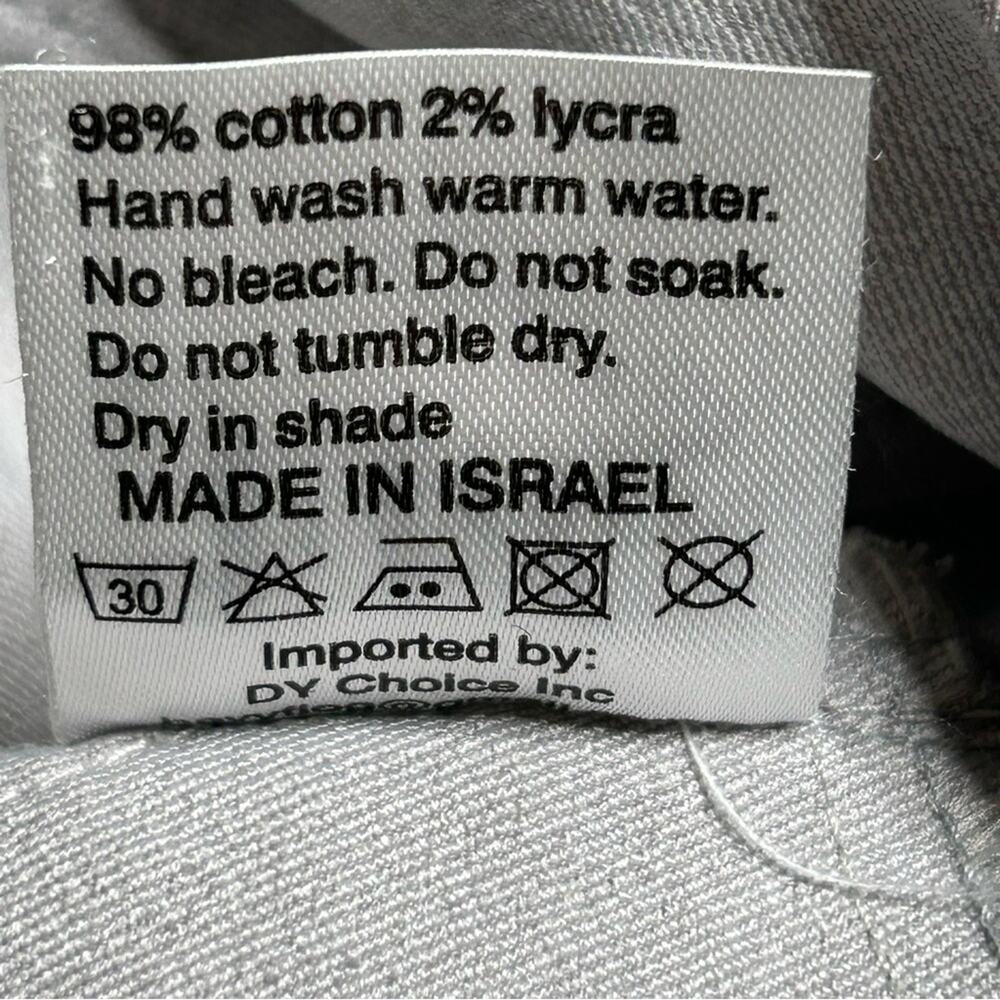 98% cotton 2% lycra
Hand wash warm water.
No bleach. Do not soak.
Do not tumble dry.
Dry in shade
MADE IN ISRAEL
30
Imported by:
DY Choice Inc